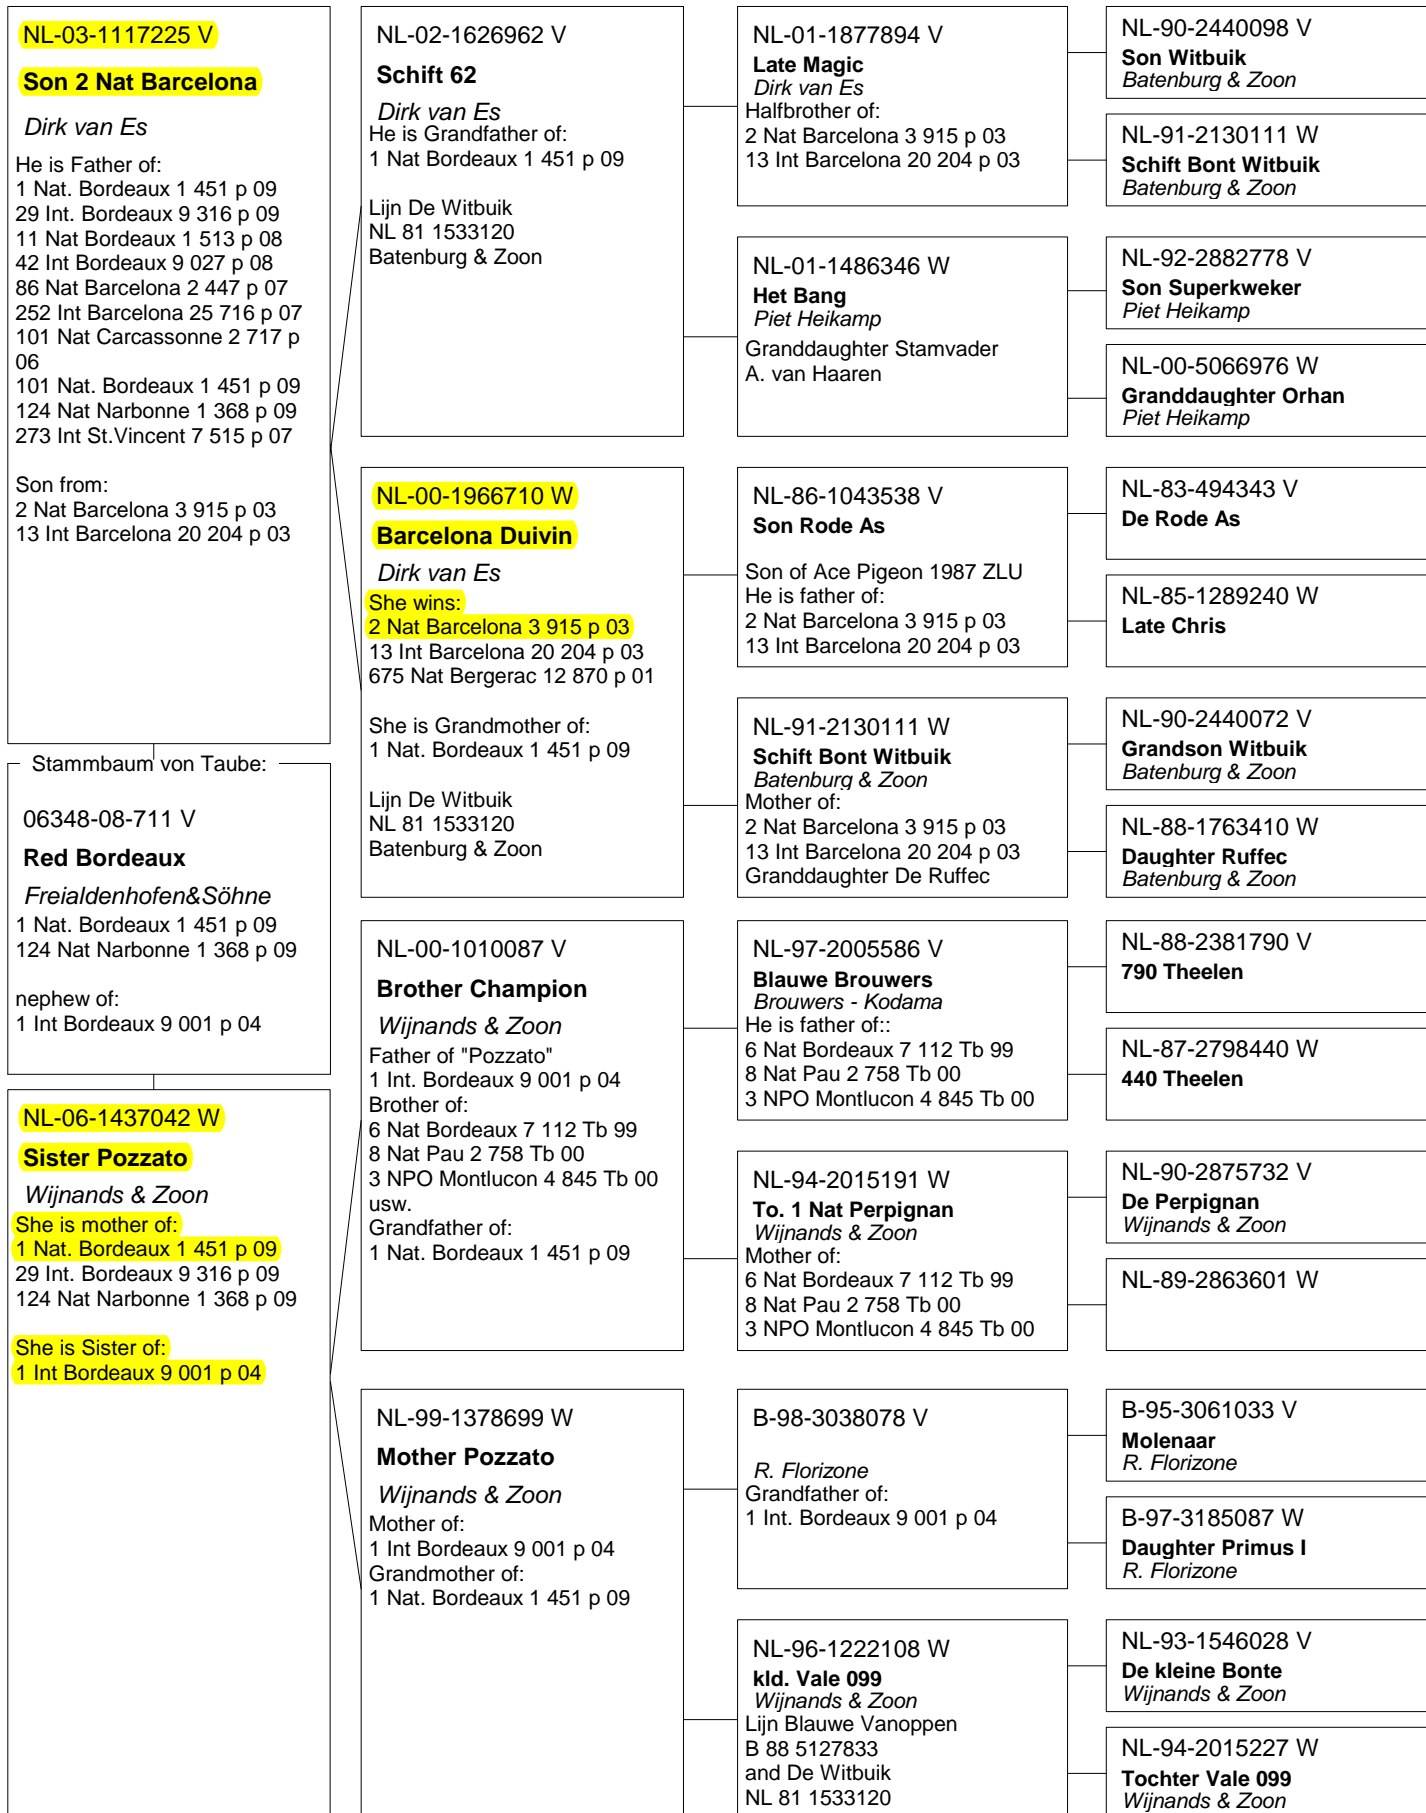 NL-03-1117225 V
Son 2 Nat Barcelona
Dirk van Es
He is Father of:
1 Nat. Bordeaux 1 451 p 09
29 Int. Bordeaux 9 316 p 09
11 Nat Bordeaux 1 513 p 08
42 Int Bordeaux 9 027 p 08
86 Nat Barcelona 2 447 p 07
252 Int Barcelona 25 716 p 07
101 Nat Carcassonne 2 717 p
06
101 Nat. Bordeaux 1 451 p 09
124 Nat Narbonne 1 368 p 09
273 Int St.Vincent 7 515 p 07
Son from:
2 Nat Barcelona 3 915 p 03
13 Int Barcelona 20 204 p 03
Stammbaum von Taube:
06348-08-711 V
Red Bordeaux
Freialdenhofen&Söhne
1 Nat. Bordeaux 1 451 p 09
124 Nat Narbonne 1 368 p 09
nephew of:
1 Int Bordeaux 9 001 p 04
NL-06-1437042 W
Sister Pozzato
Wijnands & Zoon
She is mother of:
1 Nat. Bordeaux 1 451 p 09
29 Int. Bordeaux 9 316 p 09
124 Nat Narbonne 1 368 p 09
She is Sister of:
1 Int Bordeaux 9 001 p 04
NL-02-1626962 V
Schift 62
Dirk van Es
He is Grandfather of:
1 Nat Bordeaux 1 451 p 09
Lijn De Witbuik
NL 81 1533120
Batenburg & Zoon
NL-00-1966710 W
Barcelona Duivin
Dirk van Es
She wins:
2 Nat Barcelona 3 915 p 03
13 Int Barcelona 20 204 p 03
675 Nat Bergerac 12 870 p 01
She is Grandmother of:
1 Nat. Bordeaux 1 451 p 09
Lijn De Witbuik
NL 81 1533120
Batenburg & Zoon
NL-00-1010087 V
Brother Champion
Wijnands & Zoon
Father of "Pozzato"
1 Int. Bordeaux 9 001 p 04
Brother of:
6 Nat Bordeaux 7 112 Tb 99
8 Nat Pau 2 758 Tb 00
3 NPO Montlucon 4 845 Tb 00
usw.
Grandfather of:
1 Nat. Bordeaux 1 451 p 09
NL-99-1378699 W
Mother Pozzato
Wijnands & Zoon
Mother of:
1 Int Bordeaux 9 001 p 04
Grandmother of:
1 Nat. Bordeaux 1 451 p 09
NL-01-1877894 V
Late Magic
Dirk van Es
Halfbrother of:
2 Nat Barcelona 3 915 p 03
13 Int Barcelona 20 204 p 03
NL-01-1486346 W
Het Bang
Piet Heikamp
Granddaughter Stamvader
A. van Haaren
NL-86-1043538 V
Son Rode As
Son of Ace Pigeon 1987 ZLU
He is father of:
2 Nat Barcelona 3 915 p 03
13 Int Barcelona 20 204 p 03
NL-91-2130111 W
Schift Bont Witbuik
Batenburg & Zoon
Mother of:
2 Nat Barcelona 3 915 p 03
13 Int Barcelona 20 204 p 03
Granddaughter De Ruffec
NL-97-2005586 V
Blauwe Brouwers
Brouwers - Kodama
He is father of::
6 Nat Bordeaux 7 112 Tb 99
8 Nat Pau 2 758 Tb 00
3 NPO Montlucon 4 845 Tb 00
NL-94-2015191 W
To. 1 Nat Perpignan
Wijnands & Zoon
Mother of:
6 Nat Bordeaux 7 112 Tb 99
8 Nat Pau 2 758 Tb 00
3 NPO Montlucon 4 845 Tb 00
B-98-3038078 V
R. Florizone
Grandfather of:
1 Int. Bordeaux 9 001 p 04
NL-96-1222108 W
kld. Vale 099
Wijnands & Zoon
Lijn Blauwe Vanoppen
B 88 5127833
and De Witbuik
NL 81 1533120
NL-90-2440098 V
Son Witbuik
Batenburg & Zoon
NL-91-2130111 W
Schift Bont Witbuik
Batenburg & Zoon
NL-92-2882778 V
Son Superkweker
Piet Heikamp
NL-00-5066976 W
Granddaughter Orhan
Piet Heikamp
NL-83-494343 V
De Rode As
NL-85-1289240 W
Late Chris
NL-90-2440072 V
Grandson Witbuik
Batenburg & Zoon
NL-88-1763410 W
Daughter Ruffec
Batenburg & Zoon
NL-88-2381790 V
790 Theelen
NL-87-2798440 W
440 Theelen
NL-90-2875732 V
De Perpignan
Wijnands & Zoon
NL-89-2863601 W
B-95-3061033 V
Molenaar
R. Florizone
B-97-3185087 W
Daughter Primus I
R. Florizone
NL-93-1546028 V
De kleine Bonte
Wijnands & Zoon
NL-94-2015227 W
Tochter Vale 099
Wijnands & Zoon